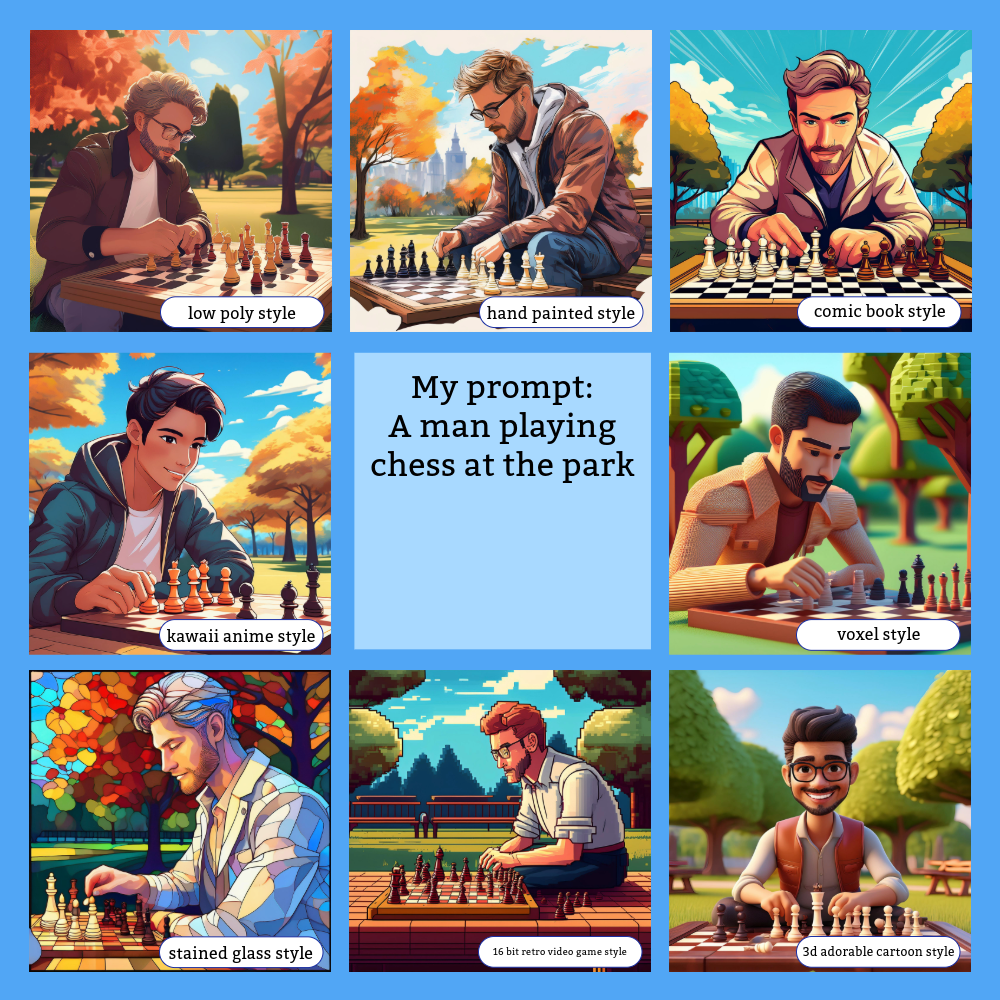 low poly style
hand painted style
comic book style
kawaii anime style
My prompt:
A man playing
chess at the park
voxel style
stained glass style
16 bit retro video game style
3d adorable cartoon style